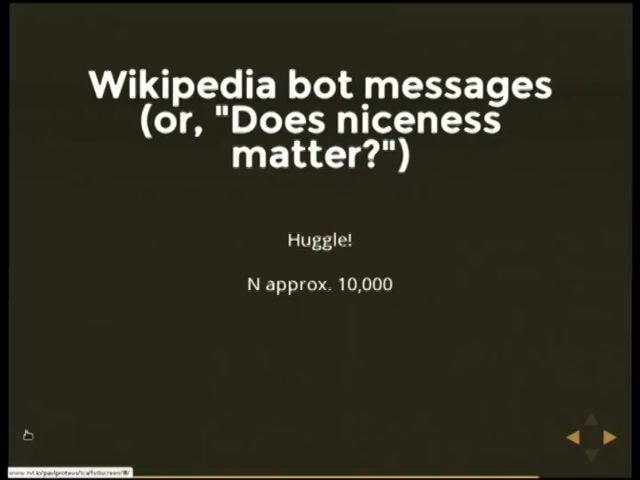 Wikipedia bot messages
(or, "Does niceness
matter?")
Huggle!
N approx. 10,000